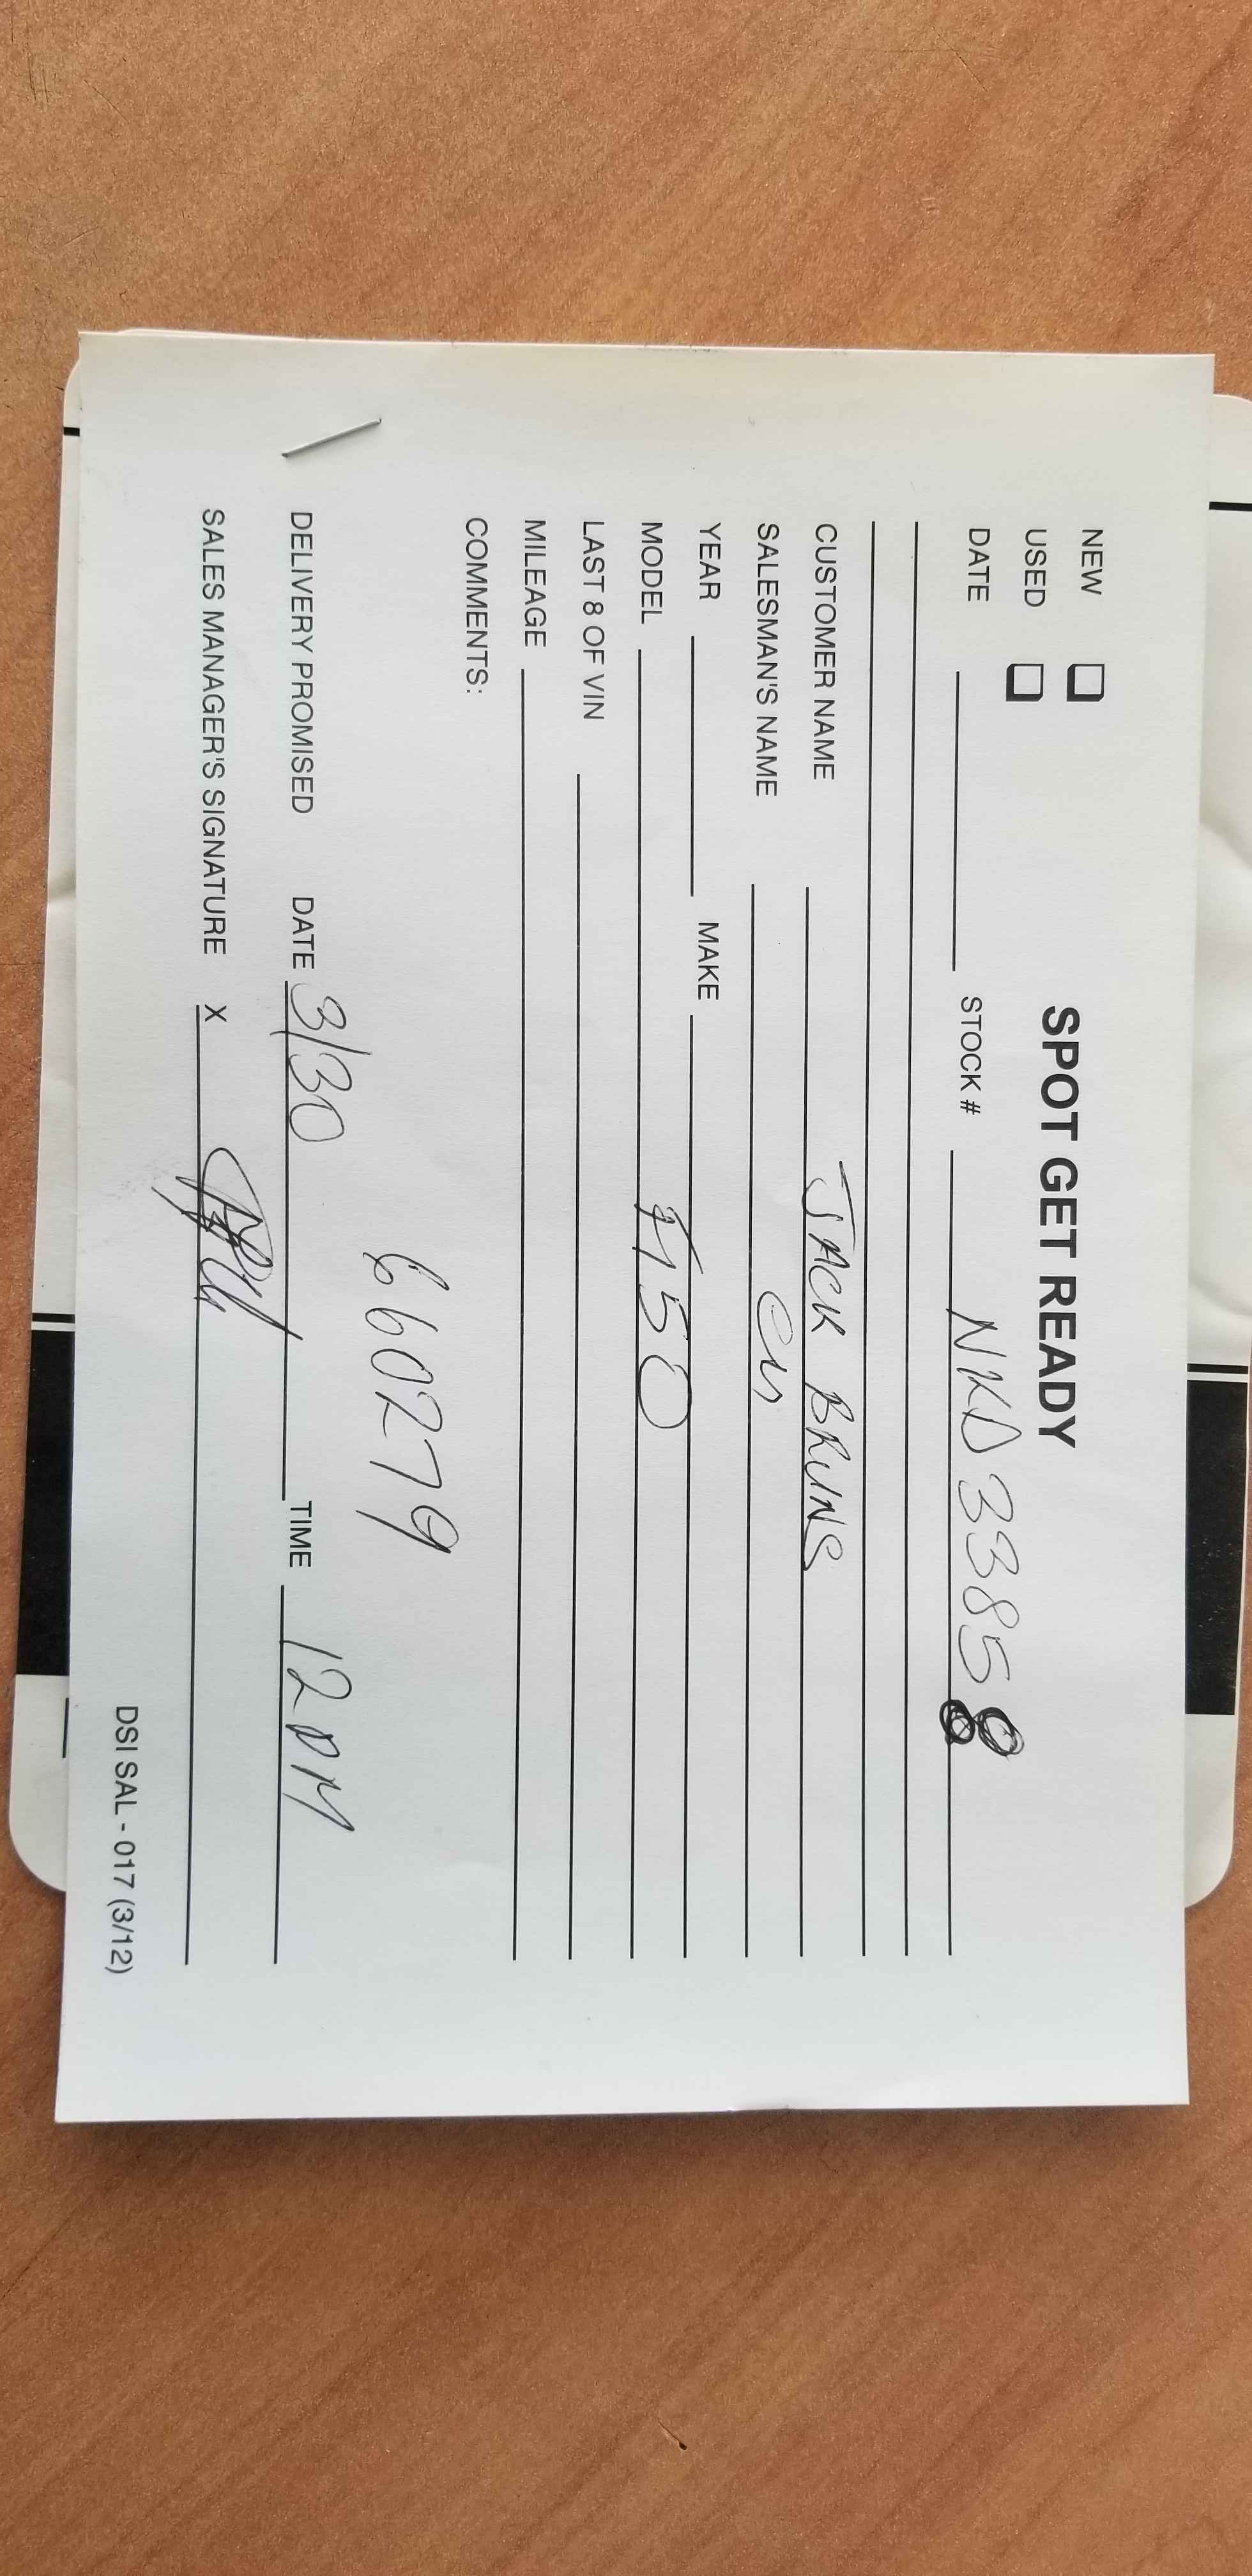 SPOT GET READY
NEW
USED
DATE STOCK # NKD33858
CUSTOMER NAME JACK BRUNS
SALESMAN'S NAME
YEAR MAKE
MODEL F150
LAST 8 OF VIN
MILEAGE
COMMENTS:
660279
DELIVERY PROMISED DATE 3/30 TIME 12PM
SALES MANAGER'S SIGNATURE X
DSI SAL - 017 (3/12)